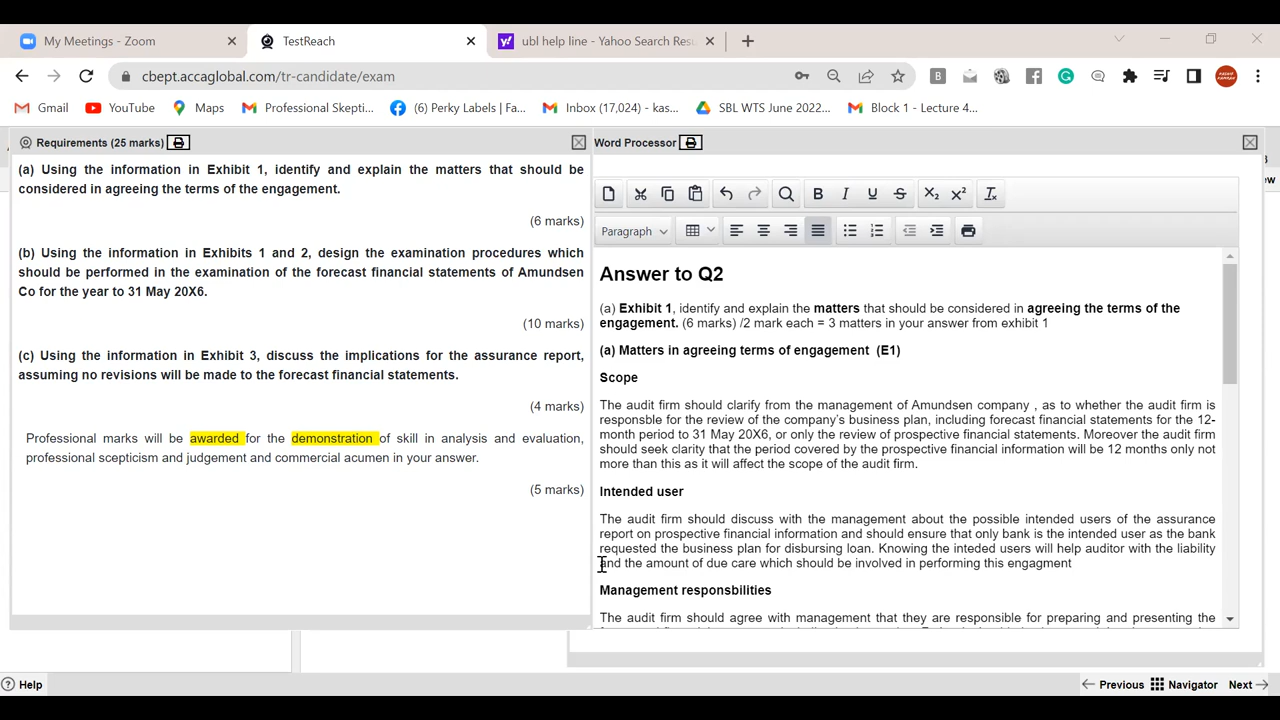 My Meetings - Zoom
TestReach
ubl help line - Yahoo Search Resu
cbept.accaglobal.com/tr-candidate/exam
Gmail
YouTube
Maps
Professional Skepti...
(6) Perky Labels | Fa...
Inbox (17,024) - kas...
SBL WTS June 2022...
Block 1 - Lecture 4...
Requirements (25 marks)
(a) Using the information in Exhibit 1, identify and explain the matters that should be
considered in agreeing the terms of the engagement.
(6 marks)
(b) Using the information in Exhibits 1 and 2, design the examination procedures which
should be performed in the examination of the forecast financial statements of Amundsen
Co for the year to 31 May 20X6.
(10 marks)
(c) Using the information in Exhibit 3, discuss the implications for the assurance report,
assuming no revisions will be made to the forecast financial statements.
(4 marks)
Professional marks will be awarded for the demonstration of skill in analysis and evaluation,
professional scepticism and judgement and commercial acumen in your answer.
(5 marks)
Word Processor
Paragraph
Answer to Q2
(a) Exhibit 1, identify and explain the matters that should be considered in agreeing the terms of the
engagement. (6 marks) /2 mark each = 3 matters in your answer from exhibit 1
(a) Matters in agreeing terms of engagement (E1)
Scope
The audit firm should clarify from the management of Amundsen company , as to whether the audit firm is
responsble for the review of the company's business plan, including forecast financial statements for the 12-
month period to 31 May 20X6, or only the review of prospective financial statements. Moreover the audit firm
should seek clarity that the period covered by the prospective financial information will be 12 months only not
more than this as it will affect the scope of the audit firm.
Intended user
The audit firm should discuss with the management about the possible intended users of the assurance
report on prospective financial information and should ensure that only bank is the intended user as the bank
requested the business plan for disbursing loan. Knowing the inteded users will help auditor with the liability
and the amount of due care which should be involved in performing this engagment
Management responsbilities
The audit firm should agree with management that they are responsible for preparing and presenting the
Help
Previous
Navigator
Next